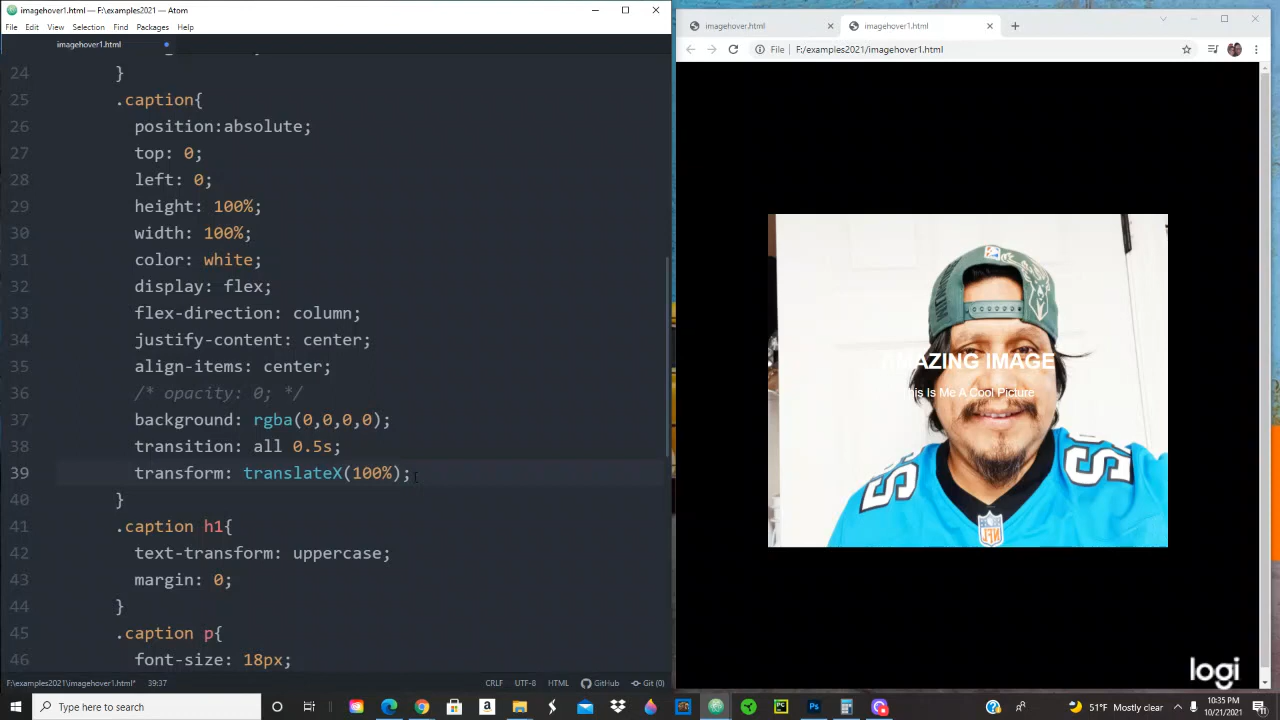 imagehover1.html — F:\examples2021 — Atom
File Edit View Selection Find Packages Help
imagehover1.html
24 }
25 .caption{
26 position:absolute;
27 top: 0;
28 left: 0;
29 height: 100%;
30 width: 100%;
31 color: white;
32 display: flex;
33 flex-direction: column;
34 justify-content: center;
35 align-items: center;
36 /* opacity: 0; */
37 background: rgba(0,0,0,0);
38 transition: all 0.5s;
39 transform: translateX(100%);
40 }
41 .caption h1{
42 text-transform: uppercase;
43 margin: 0;
44 }
45 .caption p{
46 font-size: 18px;
F:\examples2021\imagehover1.html* 39:37 CRLF UTF-8 HTML GitHub Git (0)
imagehover.html imagehover1.html
File F:/examples2021/imagehover1.html
AMAZING IMAGE
This Is Me A Cool Picture
NFL
logi
Type here to search
51°F Mostly clear
10:35 PM
10/21/2021